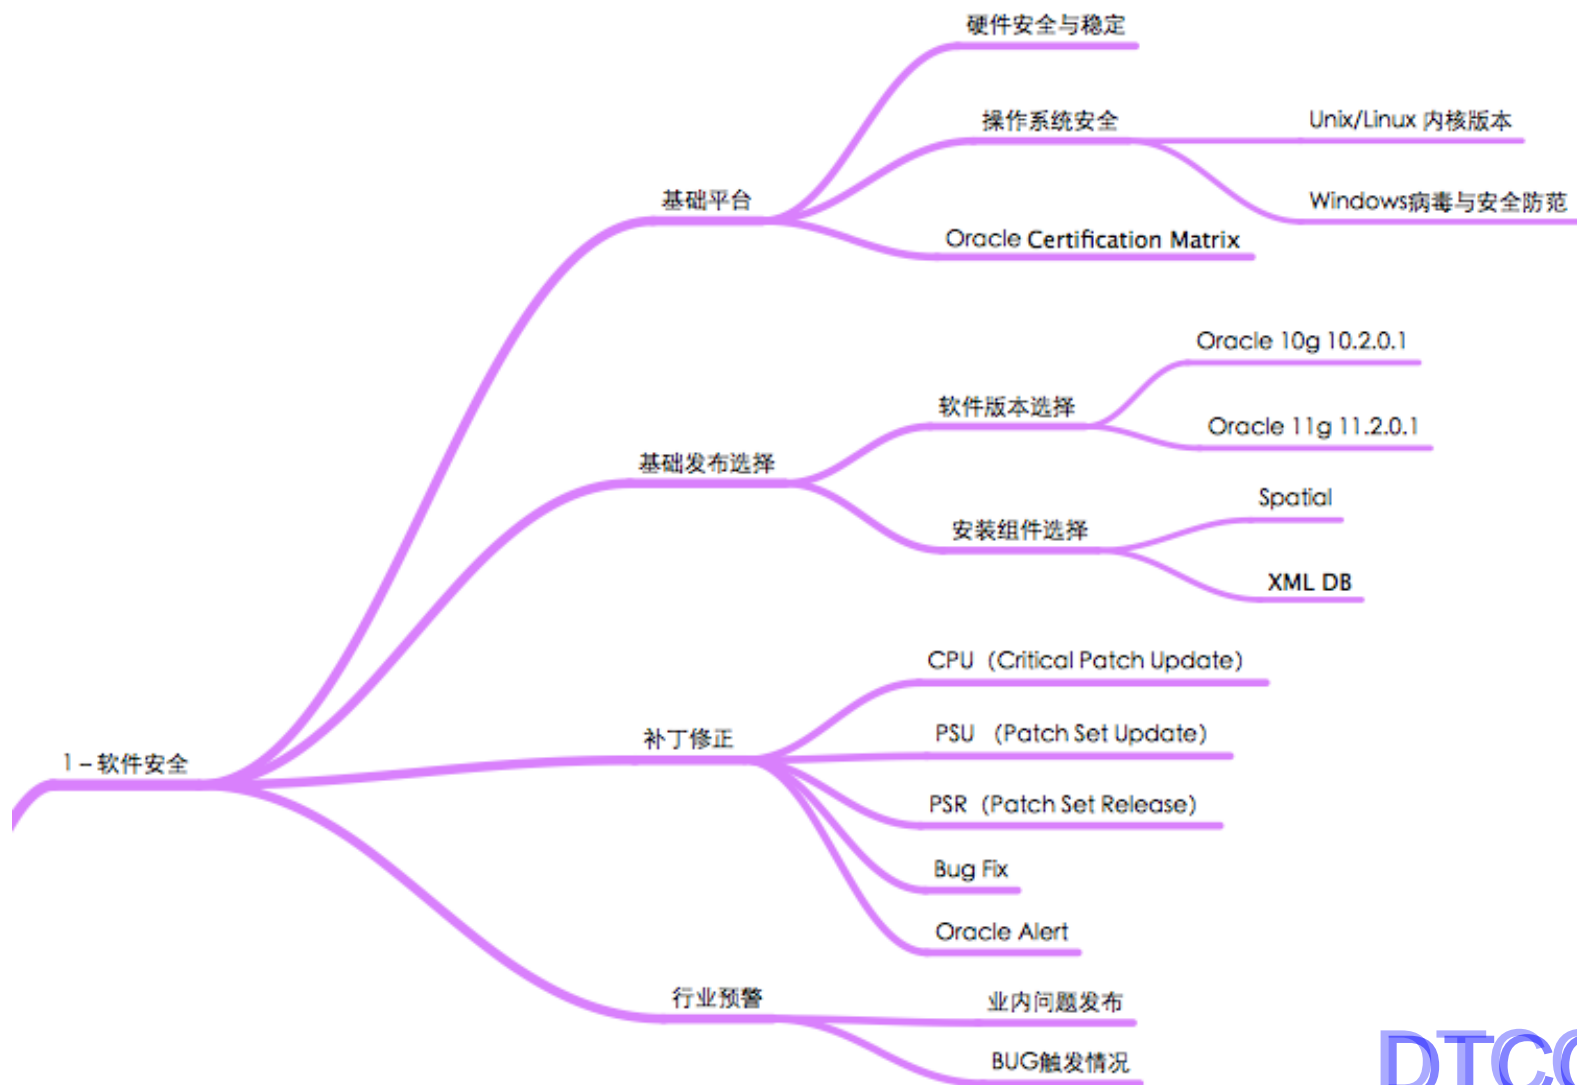 硬件安全与稳定
操作系统安全
Unix/Linux 内核版本
基础平台
Windows病毒与安全防范
Oracle Certification Matrix
Oracle 10g 10.2.0.1
软件版本选择
Oracle 11g 11.2.0.1
基础发布选择
Spatial
安装组件选择
XML DB
CPU（Critical Patch Update）
PSU （Patch Set Update）
补丁修正
1－软件安全
PSR（Patch Set Release）
Bug Fix
Oracle Alert
行业预警
业内问题发布
BUG触发情况